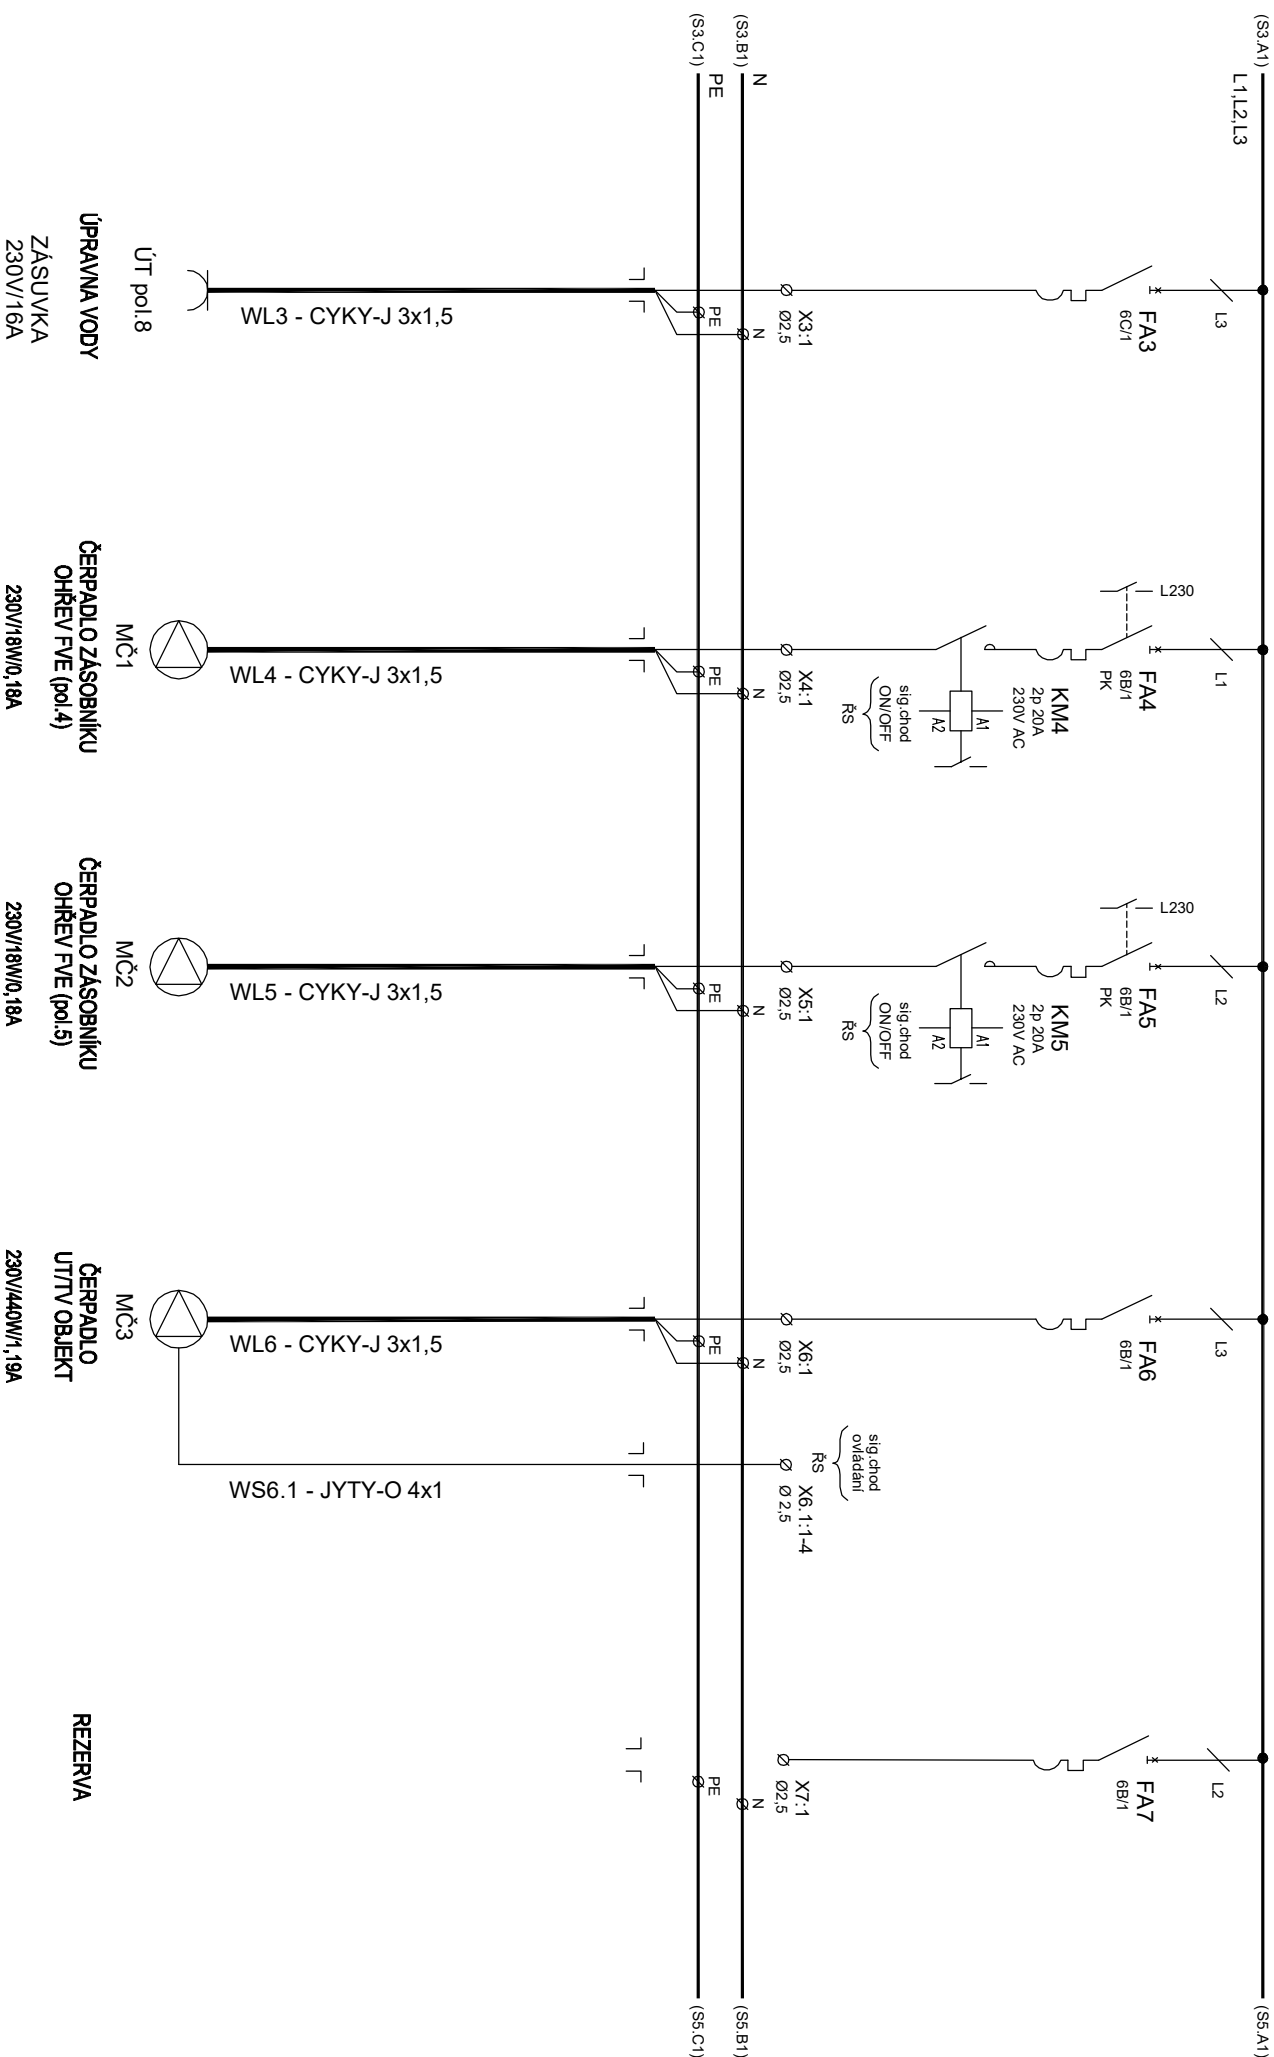 (S3.A1)
L1,L2,L3
(S5.A1)
(S3.B1)
N
(S5.B1)
(S3.C1)
PE
(S5.C1)
L3
FA3
6C/1
X3:1
Ø2,5
N
PE
WL3 - CYKY-J 3x1,5
ÚT pol.8
ÚPRAVNA VODY
ZÁSUVKA
230V/16A
L1
L230
FA4
6B/1
PK
KM4
2p 20A
230V AC
A1
A2
sig.chod
ON/OFF
ŘS
X4:1
Ø2,5
N
PE
WL4 - CYKY-J 3x1,5
MČ1
ČERPADLO ZÁSOBNÍKU
OHŘEV FVE (pol.4)
230V/18W/0,18A
L2
L230
FA5
6B/1
PK
KM5
2p 20A
230V AC
A1
A2
sig.chod
ON/OFF
ŘS
X5:1
Ø2,5
N
PE
WL5 - CYKY-J 3x1,5
MČ2
ČERPADLO ZÁSOBNÍKU
OHŘEV FVE (pol.5)
230V/18W/0,18A
L3
FA6
6B/1
X6:1
Ø2,5
N
PE
WL6 - CYKY-J 3x1,5
MČ3
ČERPADLO
UT/TV OBJEKT
230V/440W/1,19A
sig.chod
ovládání
ŘS
X6.1:1-4
Ø 2,5
WS6.1 - JYTY-O 4x1
L2
FA7
6B/1
X7:1
Ø2,5
N
PE
REZERVA